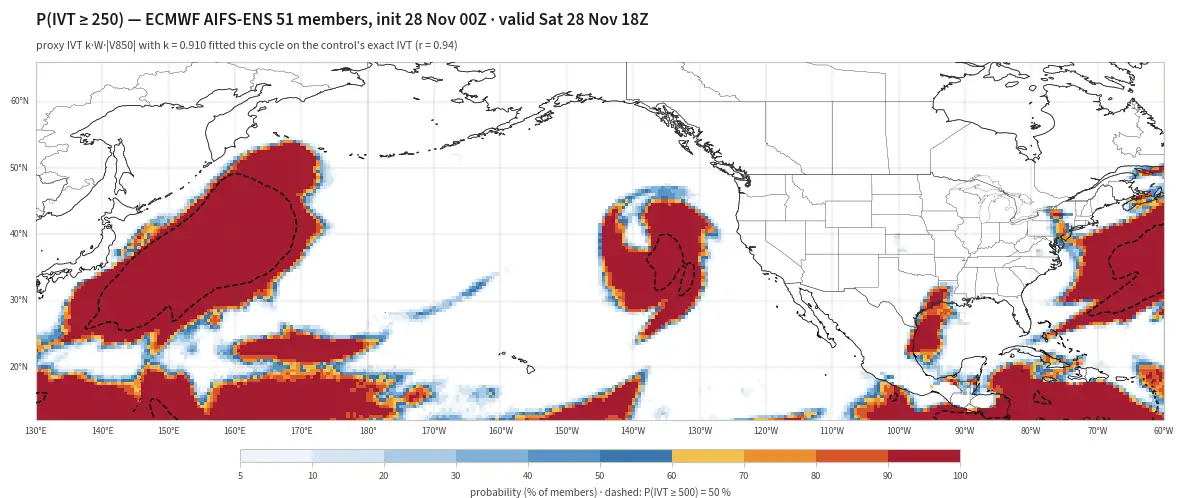 P(IVT ≥ 250) — ECMWF AIFS-ENS 51 members, init 28 Nov 00Z · valid Sat 28 Nov 18Z
proxy IVT k·W·|V850| with k = 0.910 fitted this cycle on the control's exact IVT (r = 0.94)
60°N
50°N
40°N
30°N
20°N
130°E 140°E 150°E 160°E 170°E 180° 170°W 160°W 150°W 140°W 130°W 120°W 110°W 100°W 90°W 80°W 70°W 60°W
5 10 20 30 40 50 60 70 80 90 100
probability (% of members) · dashed: P(IVT ≥ 500) = 50 %